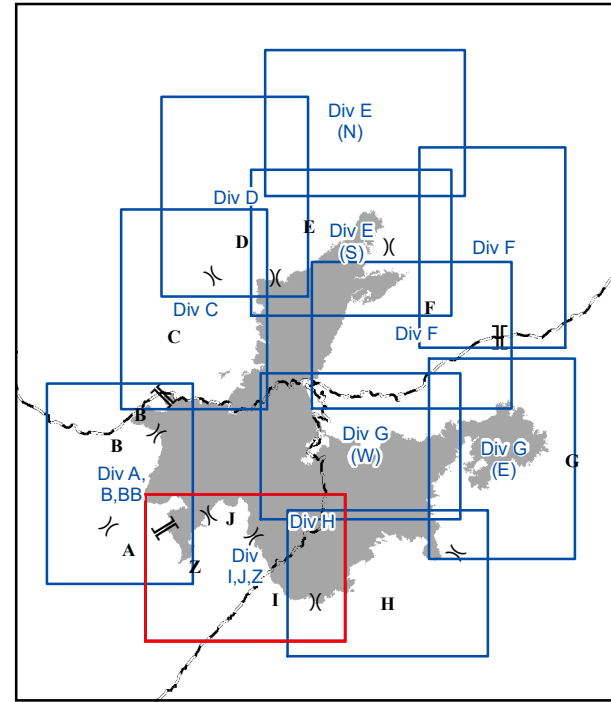 Div E
(N)
Div D
E
D
Div E
(S)
Div F
Div C
F
C
Div F
B
B
Div G
(W)
Div G
(E)
G
Div A,
B,BB
J
Div H
A
Z
Div
I,J,Z
I
H